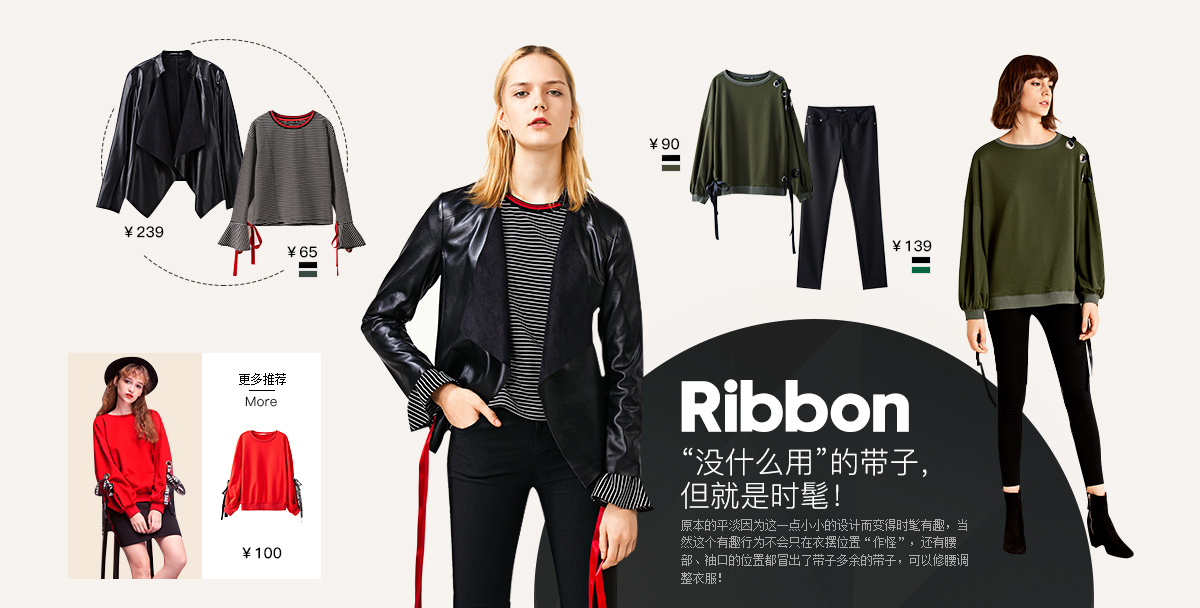 ¥239
¥65
¥90
¥139
更多推荐
More
¥100
Ribbon
“没什么用”的带子,
但就是时髦!
原本的平淡因为这一点小小的设计而变得时髦有趣，当
然这个有趣行为不会只在衣摆位置“作怪”，还有腰
部、袖口的位置都冒出了带子多余的带子，可以修腰调
整衣服!